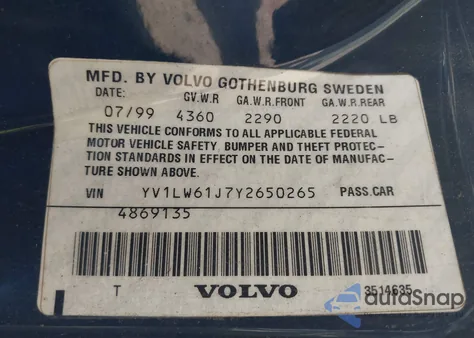 MFD. BY VOLVO GOTHENBURG SWEDEN
DATE: GV.W.R GA.W.R.FRONT GA.W.R.REAR
07/99 4360 2290 2220 LB
THIS VEHICLE CONFORMS TO ALL APPLICABLE FEDERAL
MOTOR VEHICLE SAFETY, BUMPER AND THEFT PROTEC-
TION STANDARDS IN EFFECT ON THE DATE OF MANUFAC-
TURE SHOWN ABOVE.
VIN YV1LW61J7Y2650265 PASS.CAR
4869135
T VOLVO 3514635
autoSnap